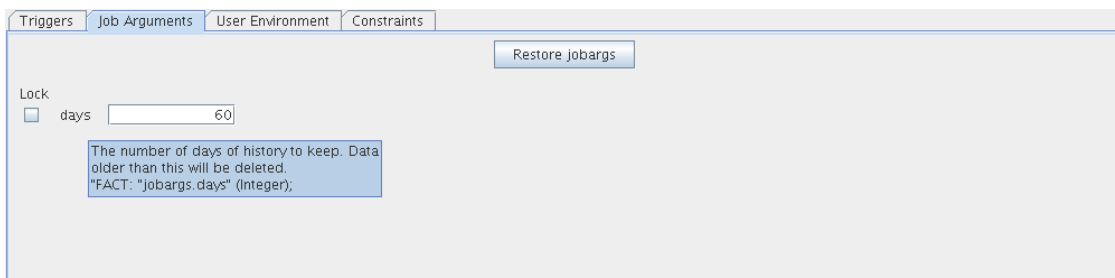 Triggers Job Arguments User Environment Constraints
Restore jobargs
Lock
days 60
The number of days of history to keep. Data
older than this will be deleted.
"FACT: "jobargs.days" (Integer);